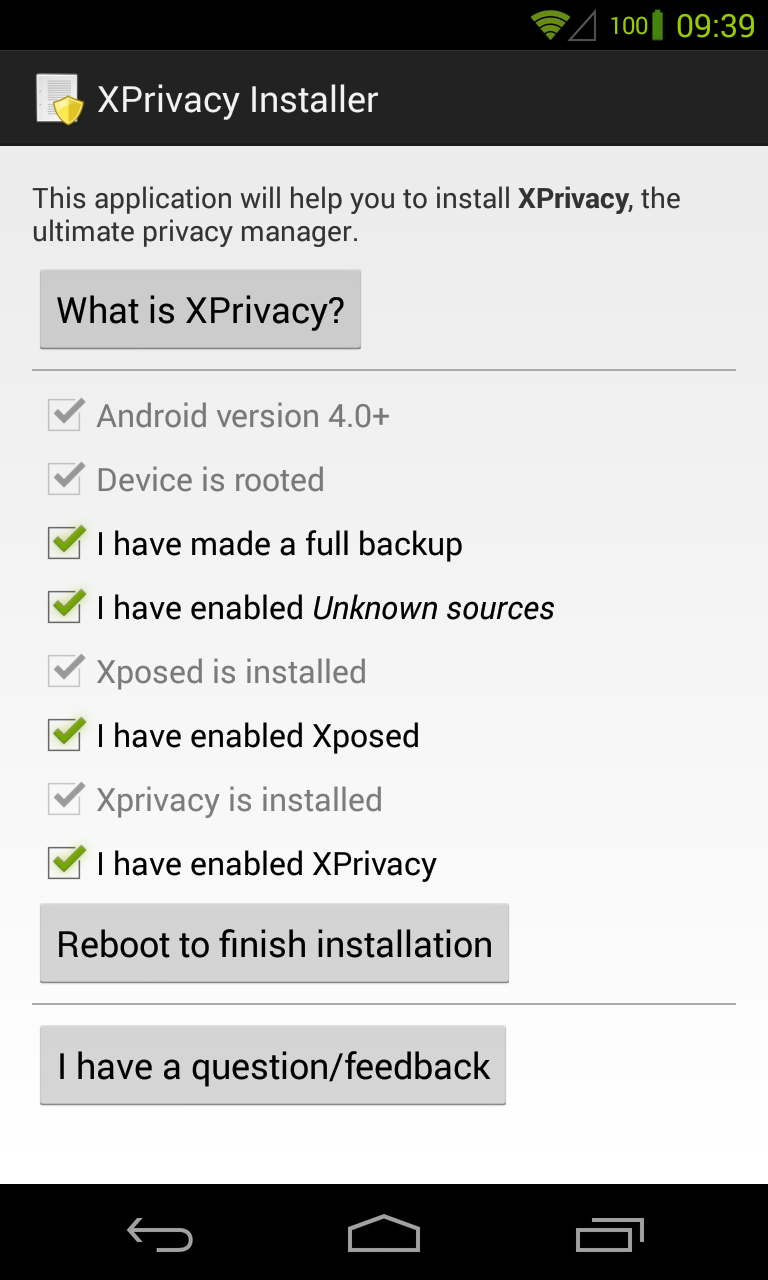 100 09:39
XPrivacy Installer
This application will help you to install XPrivacy, the
ultimate privacy manager.
What is XPrivacy?
Android version 4.0+
Device is rooted
I have made a full backup
I have enabled Unknown sources
Xposed is installed
I have enabled Xposed
Xprivacy is installed
I have enabled XPrivacy
Reboot to finish installation
I have a question/feedback